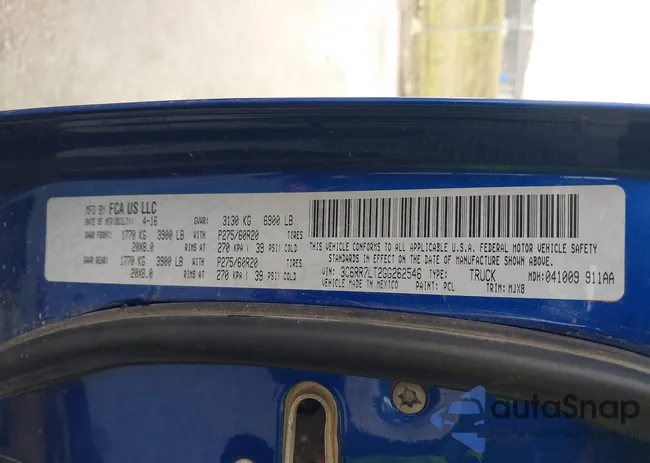 MFD BY FCA US LLC
DATE OF MFR(BUILT): 4-16 GVWR: 3130 KG 6900 LB
GAWR FRONT: 1770 KG 3900 LB WITH P275/60R20 TIRES
20X8.0 RIMS AT 270 KPA ( 39 PSI) COLD
GAWR REAR: 1770 KG 3900 LB WITH P275/60R20 TIRES
20X8.0 RIMS AT 270 KPA ( 39 PSI) COLD
THIS VEHICLE CONFORMS TO ALL APPLICABLE U.S.A. FEDERAL MOTOR VEHICLE SAFETY
STANDARDS IN EFFECT ON THE DATE OF MANUFACTURE SHOWN ABOVE.
VIN: 3C6RR7LT2GG262546 TYPE: TRUCK MDH: 041009 911AA
VEHICLE MADE IN MEXICO PAINT: PCL TRIM: MJX8
autaSnap